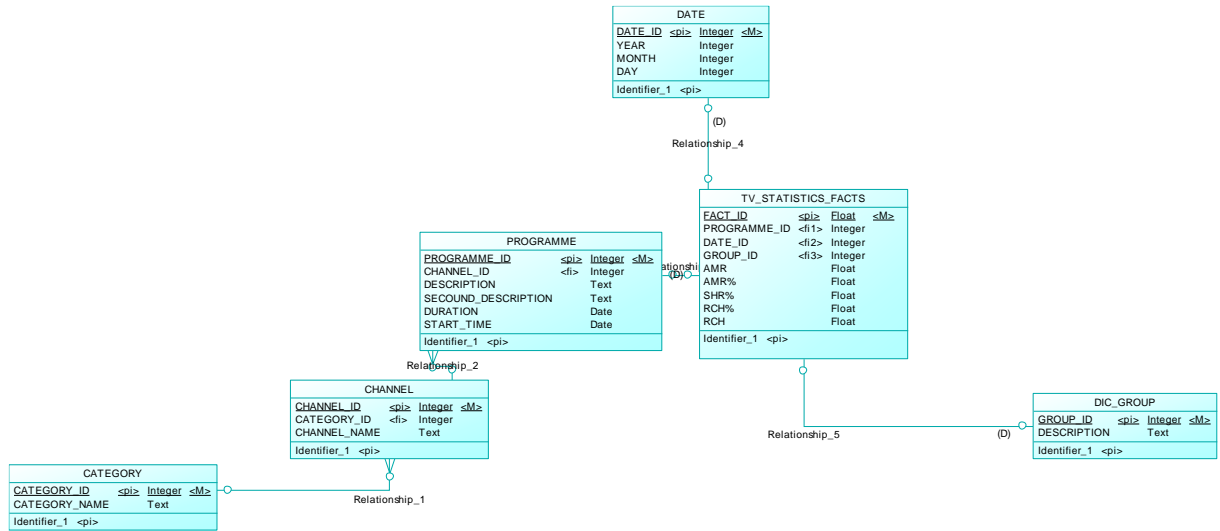 DATE
DATE_ID <pi> Integer <M>
YEAR Integer
MONTH Integer
DAY Integer
Identifier_1 <pi>
(D)
Relationship_4
TV_STATISTICS_FACTS
FACT_ID <pi> Float <M>
PROGRAMME_ID <fi1> Integer
DATE_ID <fi2> Integer
GROUP_ID <fi3> Integer
AMR Float
AMR% Float
SHR% Float
RCH% Float
RCH Float
Identifier_1 <pi>
PROGRAMME
PROGRAMME_ID <pi> Integer <M>
CHANNEL_ID <fi> Integer
DESCRIPTION Text
SECOUND_DESCRIPTION Text
DURATION Date
START_TIME Date
Identifier_1 <pi>
ationshi
(D)
Relationship_2
CHANNEL
CHANNEL_ID <pi> Integer <M>
CATEGORY_ID <fi> Integer
CHANNEL_NAME Text
Identifier_1 <pi>
Relationship_5
(D)
DIC_GROUP
GROUP_ID <pi> Integer <M>
DESCRIPTION Text
Identifier_1 <pi>
CATEGORY
CATEGORY_ID <pi> Integer <M>
CATEGORY_NAME Text
Identifier_1 <pi>
Relationship_1